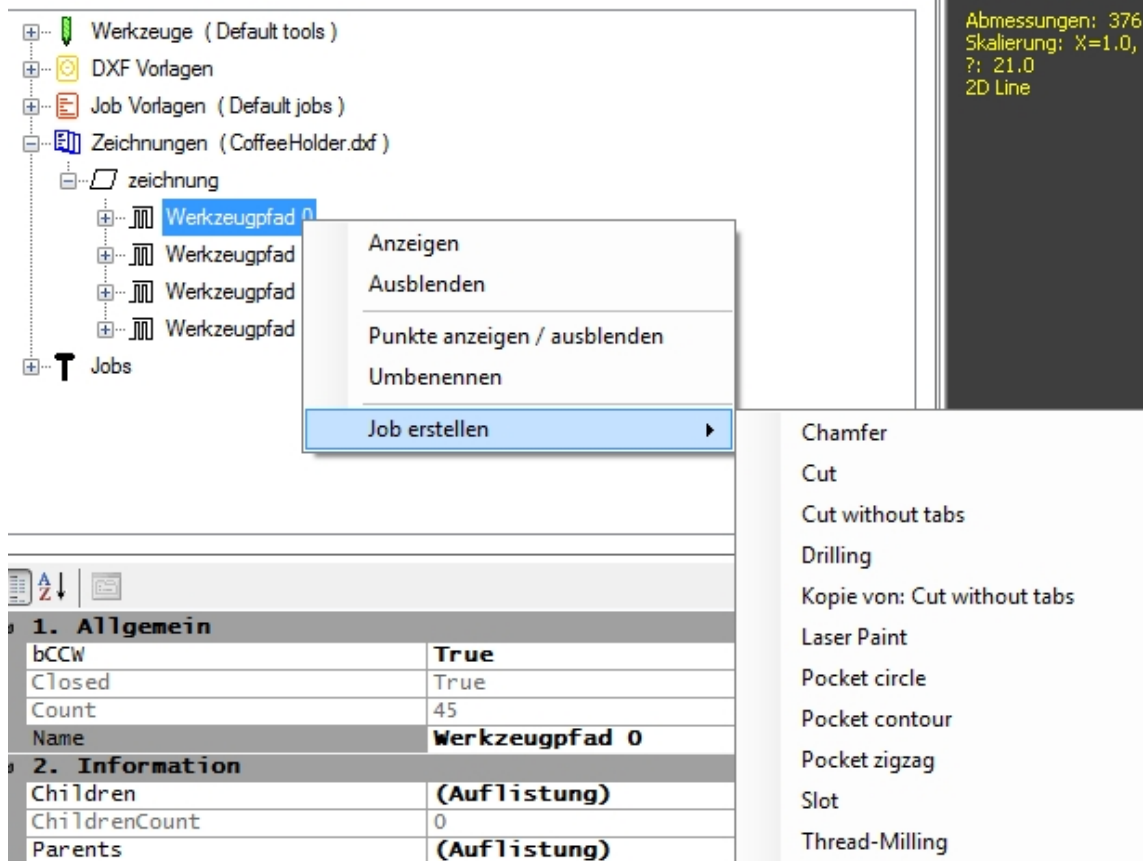 Werkzeuge ( Default tools )
DXF Vorlagen
Job Vorlagen ( Default jobs )
Zeichnungen ( CoffeeHolder.dxf )
zeichnung
Werkzeugpfad 0
Werkzeugpfad
Werkzeugpfad
Werkzeugpfad
Jobs
Abmessungen: 376
Skalierung: X=1.0,
?: 21.0
2D Line
Anzeigen
Ausblenden
Punkte anzeigen / ausblenden
Umbenennen
Job erstellen
Chamfer
Cut
Cut without tabs
Drilling
Kopie von: Cut without tabs
Laser Paint
Pocket circle
Pocket contour
Pocket zigzag
Slot
Thread-Milling
1. Allgemein
bCCW True
Closed True
Count 45
Name Werkzeugpfad 0
2. Information
Children (Auflistung)
ChildrenCount 0
Parents (Auflistung)